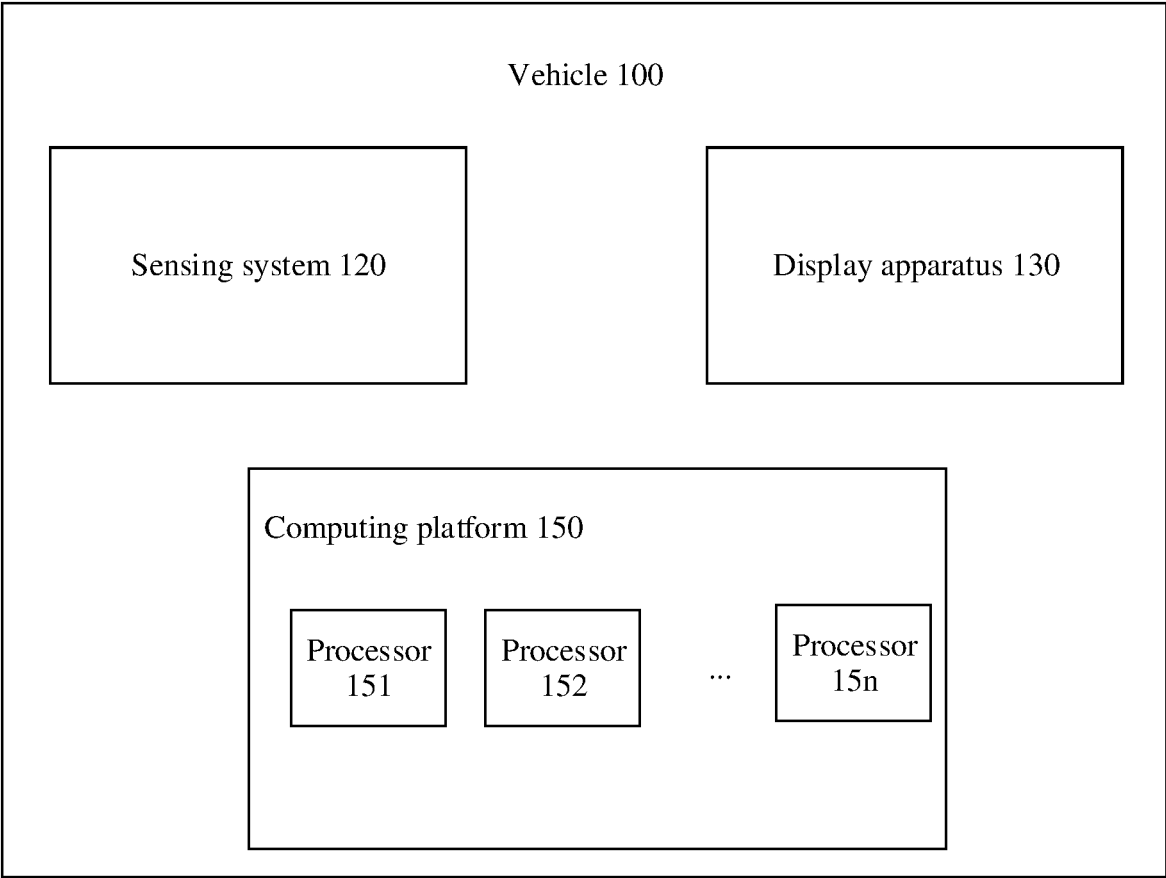 Vehicle 100
Sensing system 120
Display apparatus 130
Computing platform 150
Processor
151
Processor
152
...
Processor
15n